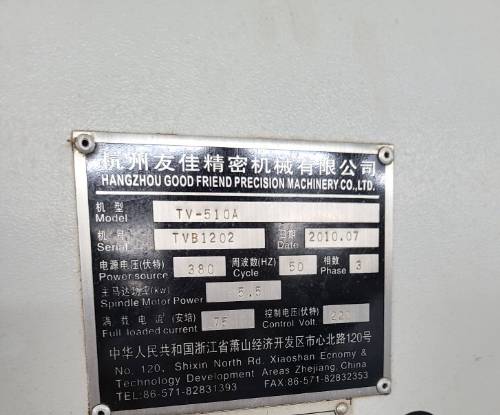 杭州友佳精密机械有限公司
HANGZHOU GOOD FRIEND PRECISION MACHINERY CO.,LTD.
机型 Model TV-510A
机号 Serial TVB1202 日期 Date 2010.07
电源电压(伏特) Power source 380 周波数(HZ) Cycle 50 相数 Phase 3
主马达功率(kw) Spindle Motor Power 5.5
满载电流(安培) Full loaded current 75 控制电压(伏特) Control Volt.
中华人民共和国浙江省萧山经济开发区市心北路120号
No. 120, Shixin North Rd. Xiaoshan Ecnomy &
Technology Development Areas Zhejiang, China
TEL:86-571-82831393 FAX:86-571-82832353